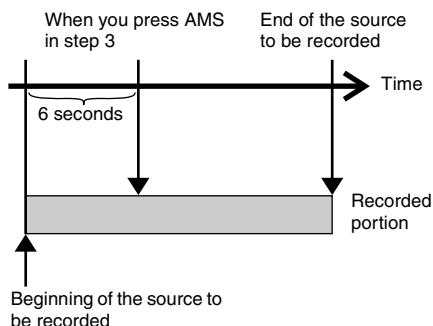 When you press AMS
in step 3
End of the source
to be recorded
Time
6 seconds
Recorded
portion
Beginning of the source to
be recorded